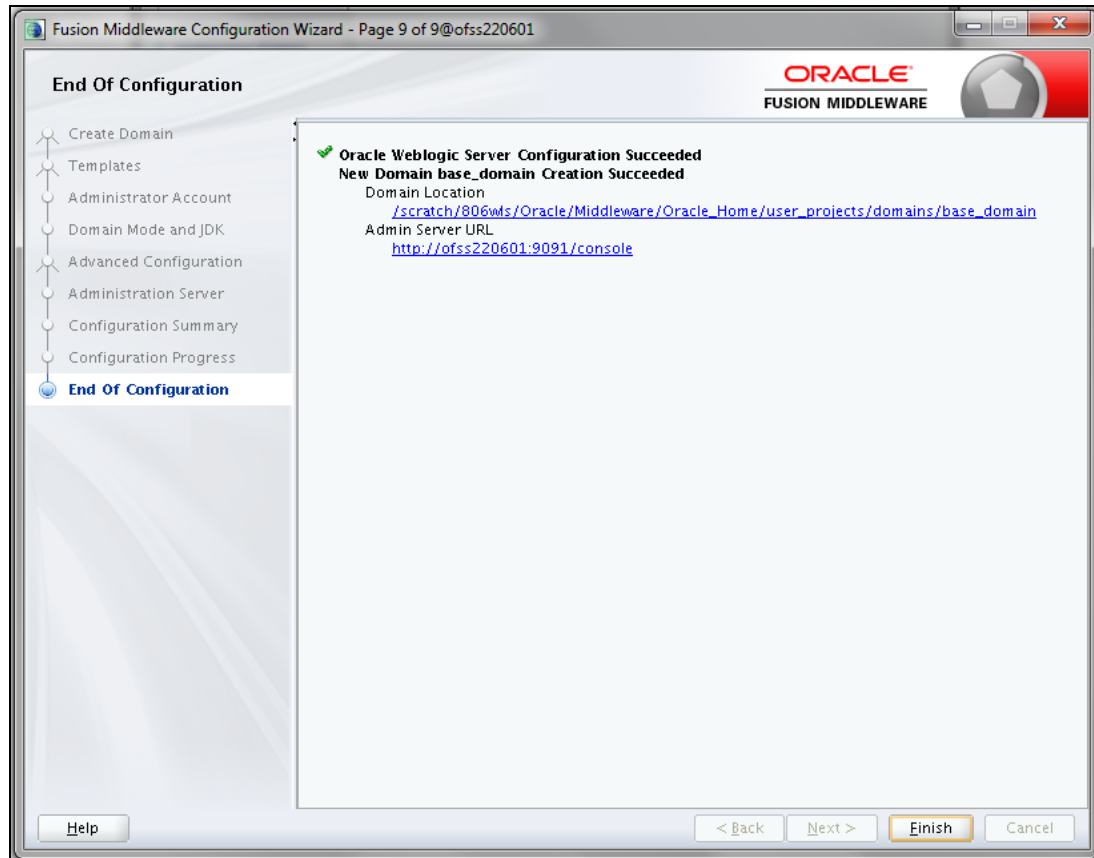 Fusion Middleware Configuration Wizard - Page 9 of 9@ofss220601
End Of Configuration
ORACLE
FUSION MIDDLEWARE
Create Domain
Templates
Administrator Account
Domain Mode and JDK
Advanced Configuration
Administration Server
Configuration Summary
Configuration Progress
End Of Configuration
Oracle Weblogic Server Configuration Succeeded
New Domain base_domain Creation Succeeded
Domain Location
/scratch/806wls/Oracle/Middleware/Oracle_Home/user_projects/domains/base_domain
Admin Server URL
http://ofss220601:9091/console
Help
< Back
Next >
Finish
Cancel